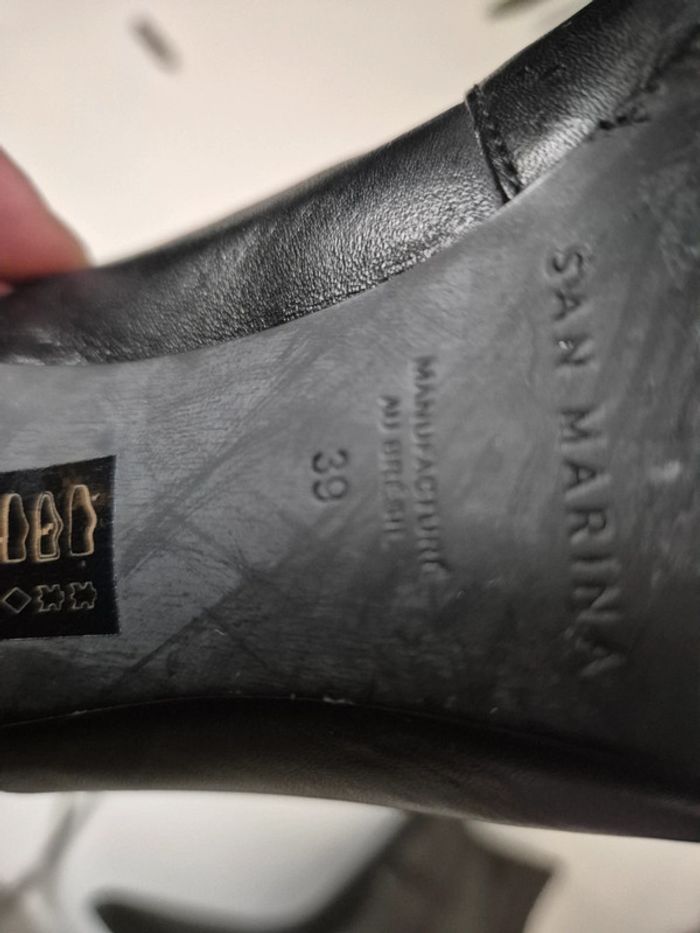 SAN MARINA
MANUFACTURÉ
AU BRÉSIL
39